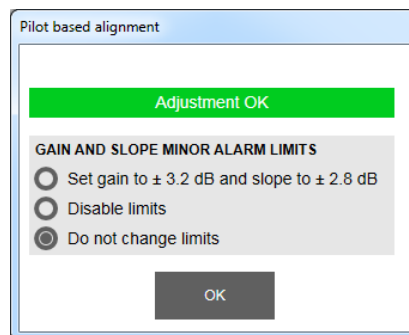 Pilot based alignment
Adjustment OK
GAIN AND SLOPE MINOR ALARM LIMITS
Set gain to ± 3.2 dB and slope to ± 2.8 dB
Disable limits
Do not change limits
OK